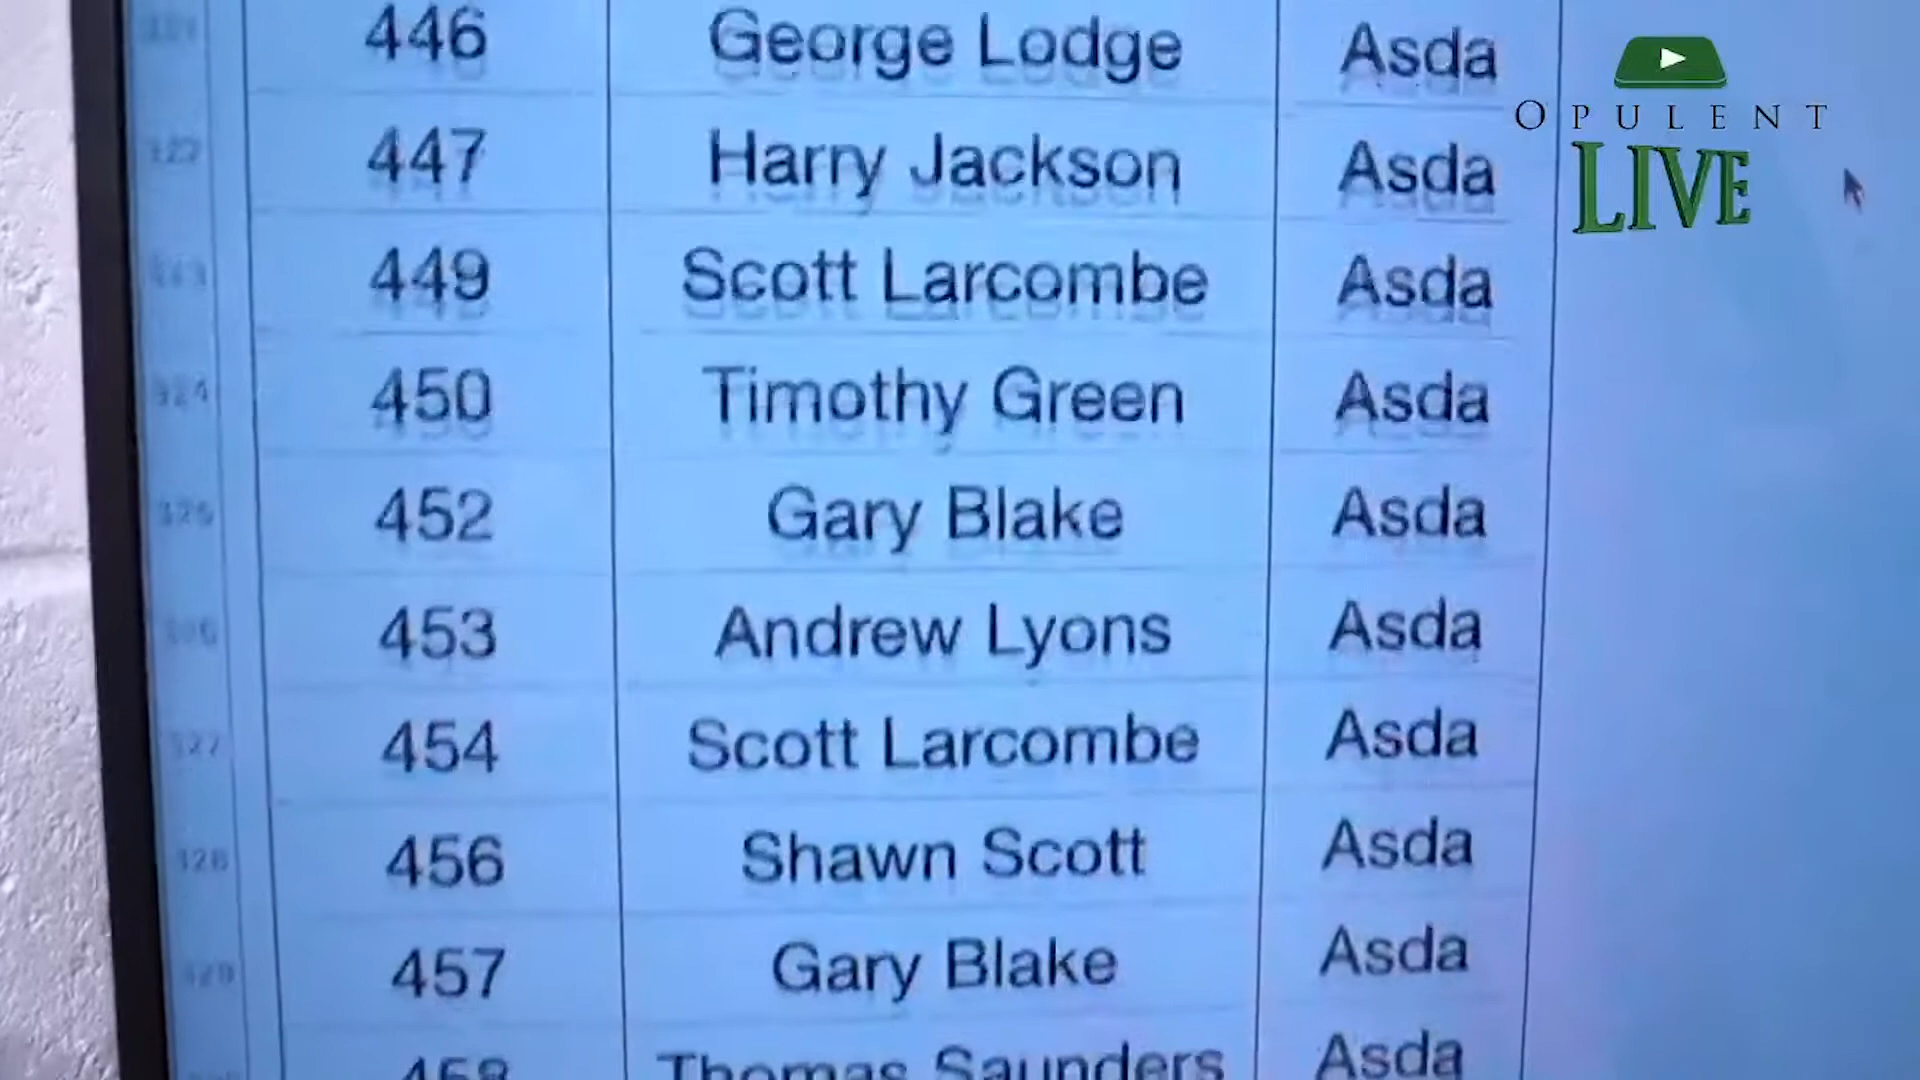 446 George Lodge Asda
447 Harry Jackson Asda
449 Scott Larcombe Asda
450 Timothy Green Asda
452 Gary Blake Asda
453 Andrew Lyons Asda
454 Scott Larcombe Asda
456 Shawn Scott Asda
457 Gary Blake Asda
458 Thomas Saunders Asda
OPULENT
LIVE